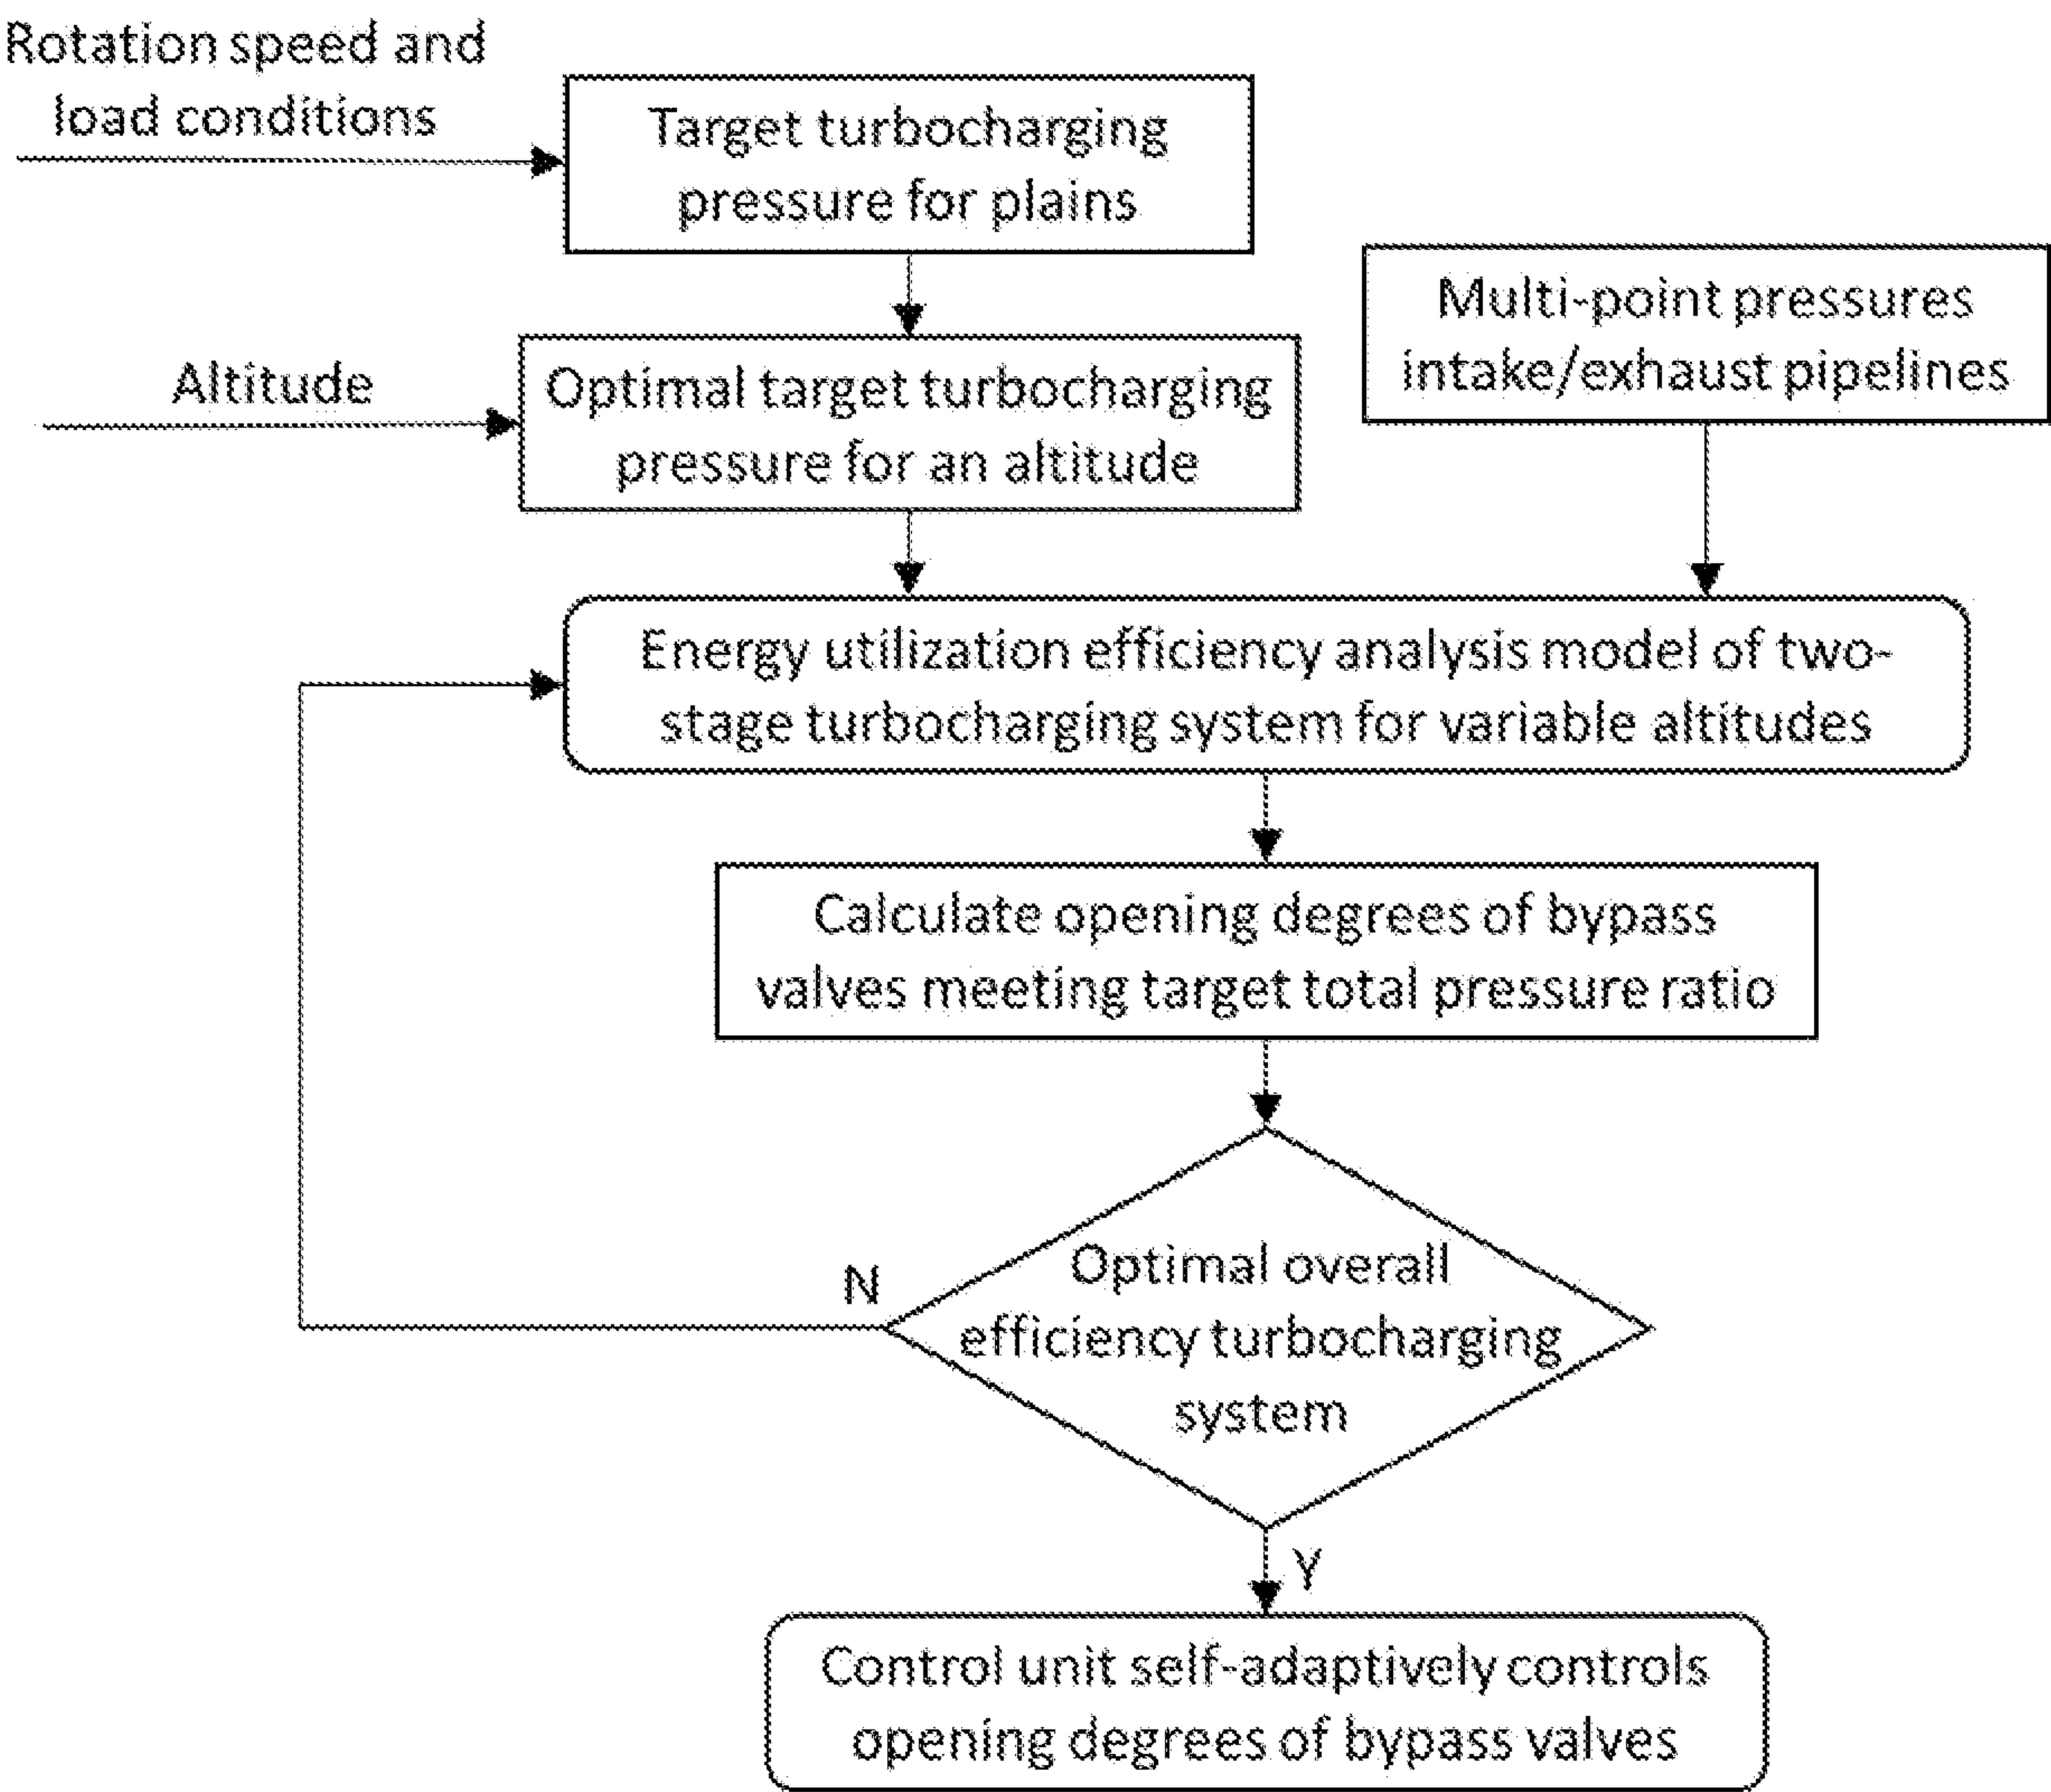 Rotation speed and
load conditions
Target turbocharging
pressure for plains
Multi-point pressures
intake/exhaust pipelines
Altitude
Optimal target turbocharging
pressure for an altitude
Energy utilization efficiency analysis model of two-
stage turbocharging system for variable altitudes
Calculate opening degrees of bypass
valves meeting target total pressure ratio
N
Optimal overall
efficiency turbocharging
system
Y
Control unit self-adaptively controls
opening degrees of bypass valves